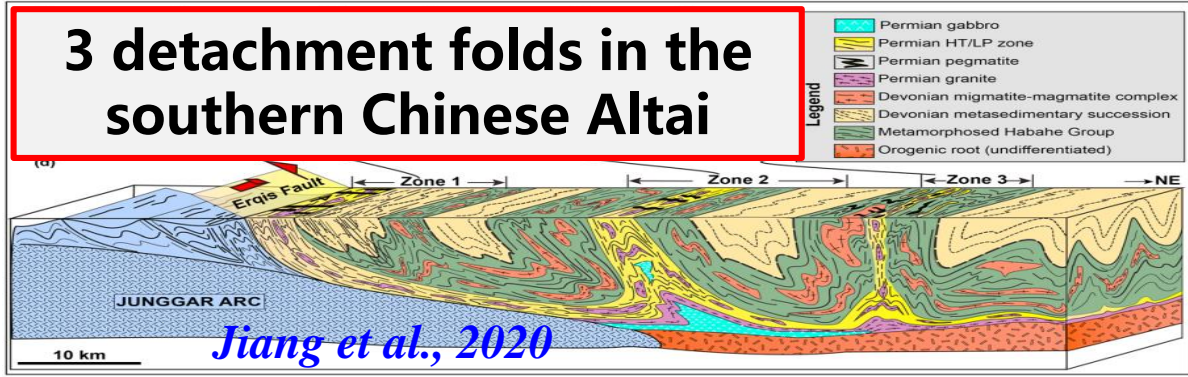 3 detachment folds in the
southern Chinese Altai
Legend
Permian gabbro
Permian HT/LP zone
Permian pegmatite
Permian granite
Devonian migmatite-magmatite complex
Devonian metasedimentary succession
Metamorphosed Habahe Group
Orogenic root (undifferentiated)
(d)
Erqis Fault
Zone 1
Zone 2
Zone 3
NE
JUNGGAR ARC
10 km
Jiang et al., 2020